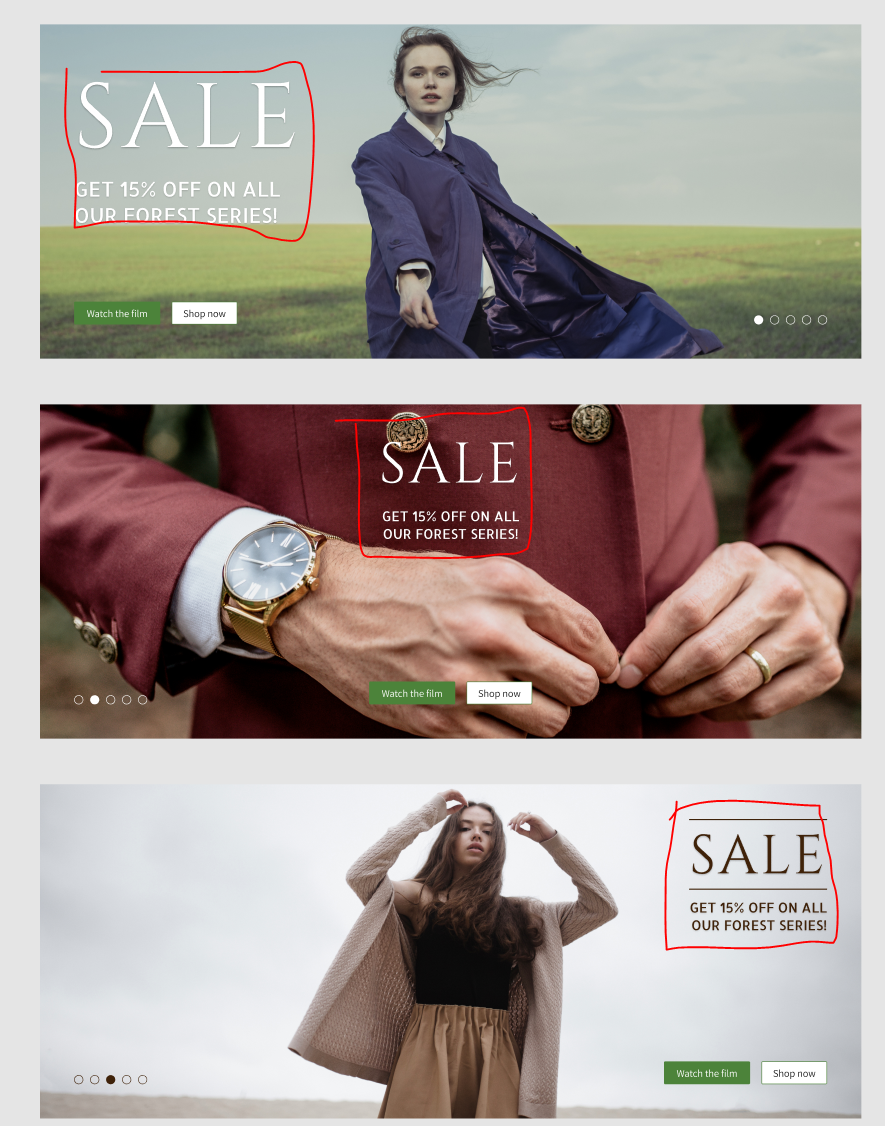 SALE
GET 15% OFF ON ALL
OUR FOREST SERIES!
Watch the film
Shop now
SALE
GET 15% OFF ON ALL
OUR FOREST SERIES!
Watch the film
Shop now
SALE
GET 15% OFF ON ALL
OUR FOREST SERIES!
Watch the film
Shop now